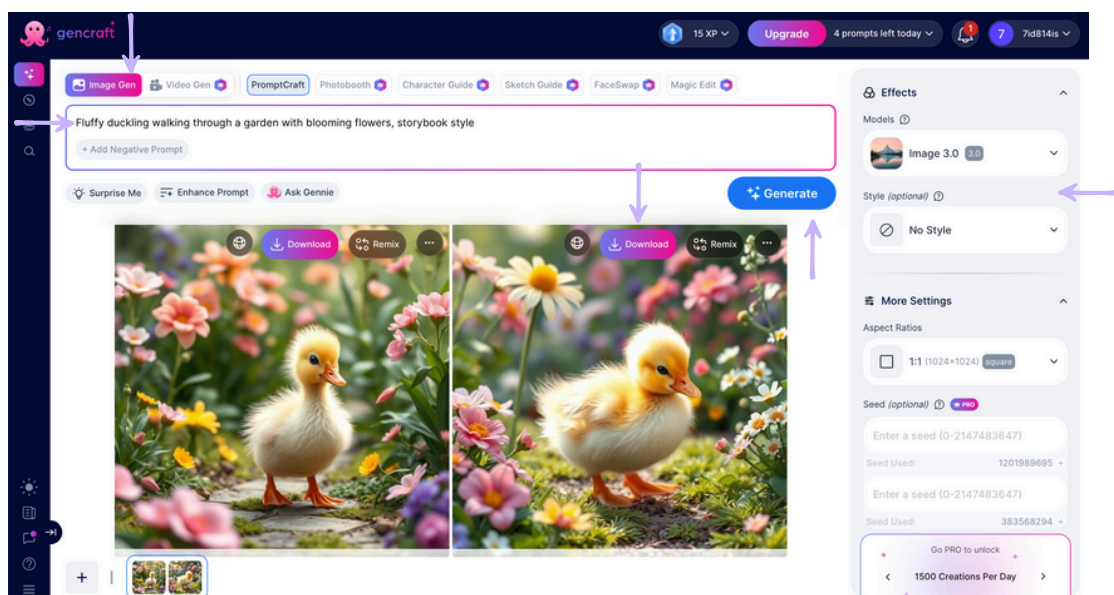 gencraft
15 XP
Upgrade
4 prompts left today
1
7
7id814is
Image Gen
Video Gen
PromptCraft
Photobooth
Character Guide
Sketch Guide
FaceSwap
Magic Edit
Fluffy duckling walking through a garden with blooming flowers, storybook style
+ Add Negative Prompt
Surprise Me
Enhance Prompt
Ask Gennie
Generate
Download
Remix
Download
Remix
Effects
Models
Image 3.0 3.0
Style (optional)
No Style
More Settings
Aspect Ratios
1:1 (1024×1024) square
Seed (optional) PRO
Enter a seed (0-2147483647)
Seed Used: 1201989695 +
Enter a seed (0-2147483647)
Seed Used: 383568294 +
Go PRO to unlock
1500 Creations Per Day